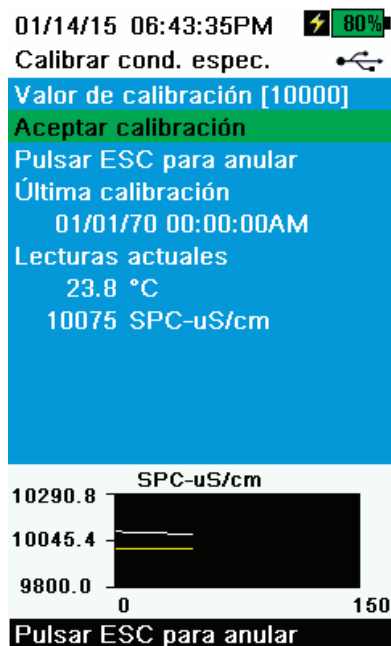 01/14/15 06:43:35PM 80%
Calibrar cond. espec.
Valor de calibración [10000]
Aceptar calibración
Pulsar ESC para anular
Última calibración
01/01/70 00:00:00AM
Lecturas actuales
23.8 °C
10075 SPC-uS/cm
SPC-uS/cm
10290.8
10045.4
9800.0
0 150
Pulsar ESC para anular